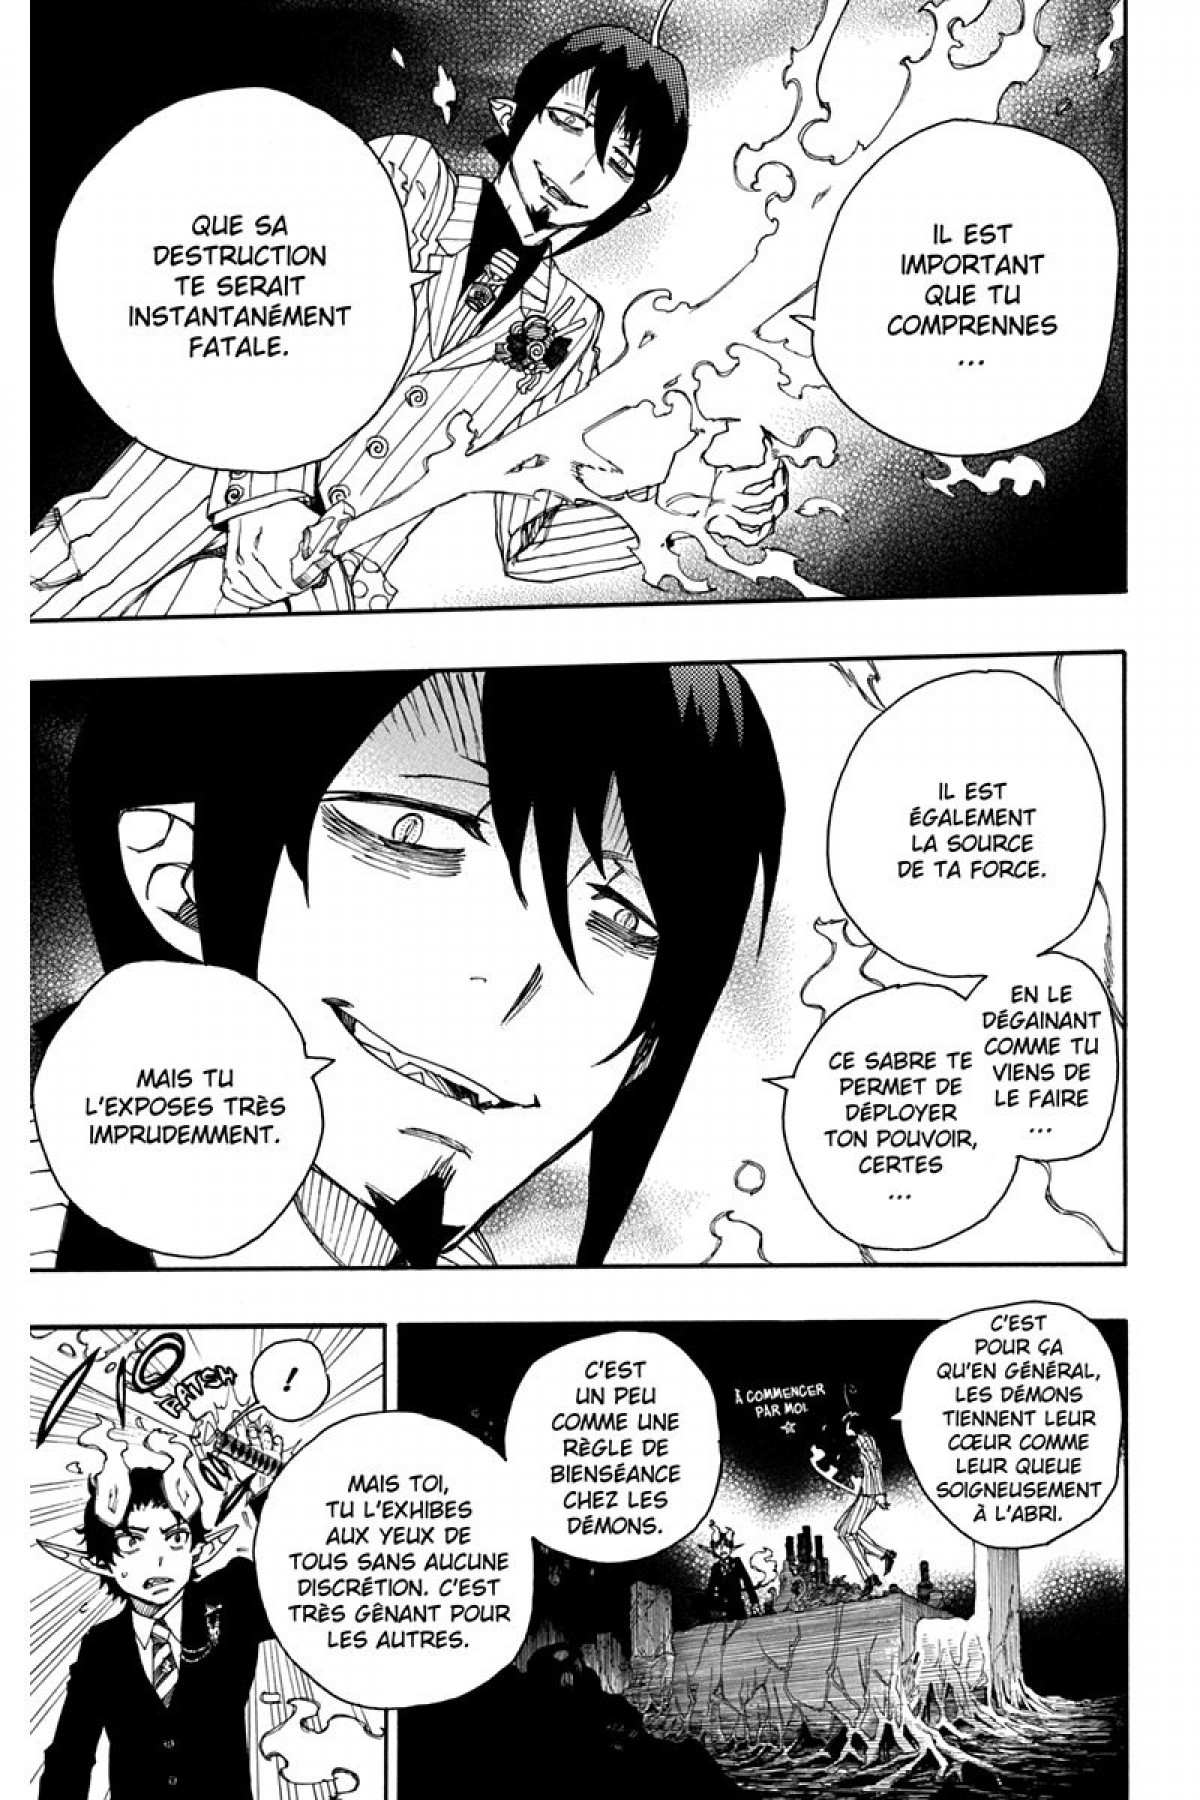 IL EST
IMPORTANT
QUE TU
COMPRENNES
...
QUE SA
DESTRUCTION
TE SERAIT
INSTANTANÉMENT
FATALE.
IL EST
ÉGALEMENT
LA SOURCE
DE TA FORCE.
EN LE
DÉGAINANT
COMME TU
VIENS DE
LE FAIRE
...
CE SABRE TE
PERMET DE
DÉPLOYER
TON POUVOIR,
CERTES
...
MAIS TU
L'EXPOSES TRÈS
IMPRUDEMMENT.
C'EST
POUR ÇA
QU'EN GÉNÉRAL,
LES DÉMONS
TIENNENT LEUR
CŒUR COMME
LEUR QUEUE
SOIGNEUSEMENT
À L'ABRI.
À COMMENCER
PAR MOI
C'EST
UN PEU
COMME UNE
RÈGLE DE
BIENSÉANCE
CHEZ LES
DÉMONS.
!
MAIS TOI,
TU L'EXHIBES
AUX YEUX DE
TOUS SANS AUCUNE
DISCRÉTION. C'EST
TRÈS GÊNANT POUR
LES AUTRES.